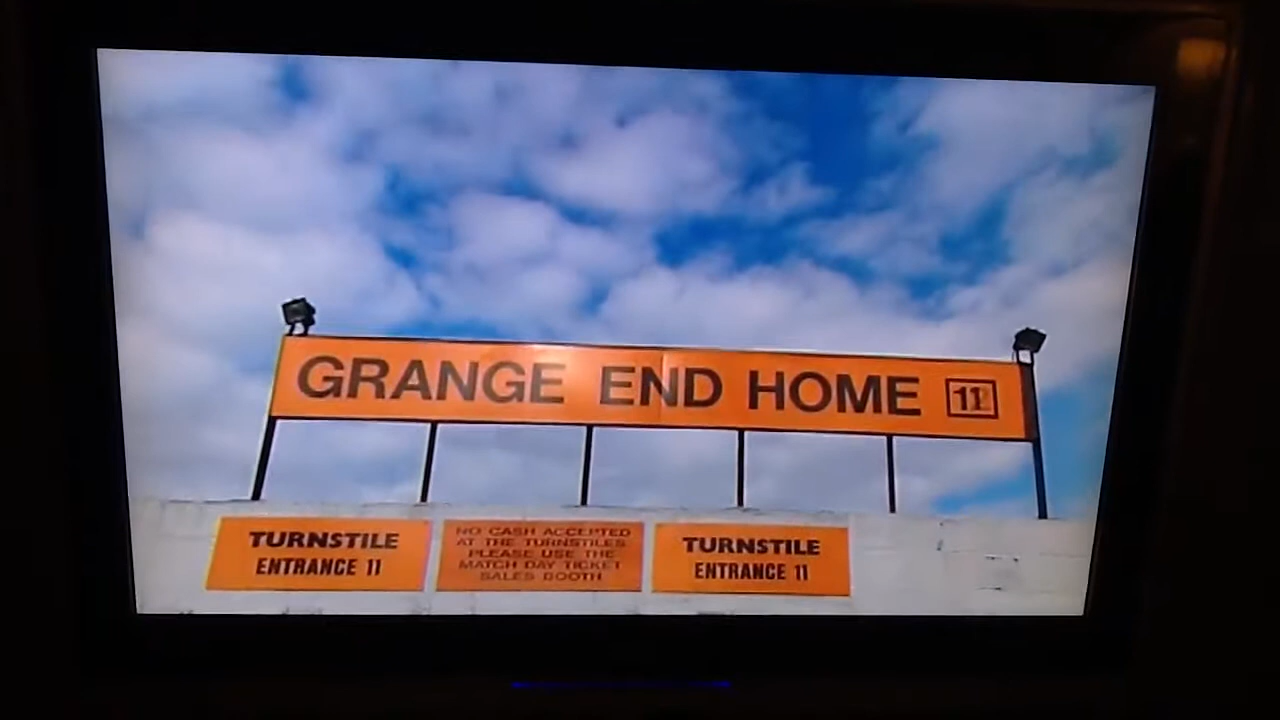 GRANGE END HOME 11
TURNSTILE
ENTRANCE 11
NO CASH ACCEPTED
AT THE TURNSTILES
PLEASE USE THE
MATCH DAY TICKET
SALES BOOTH
TURNSTILE
ENTRANCE 11